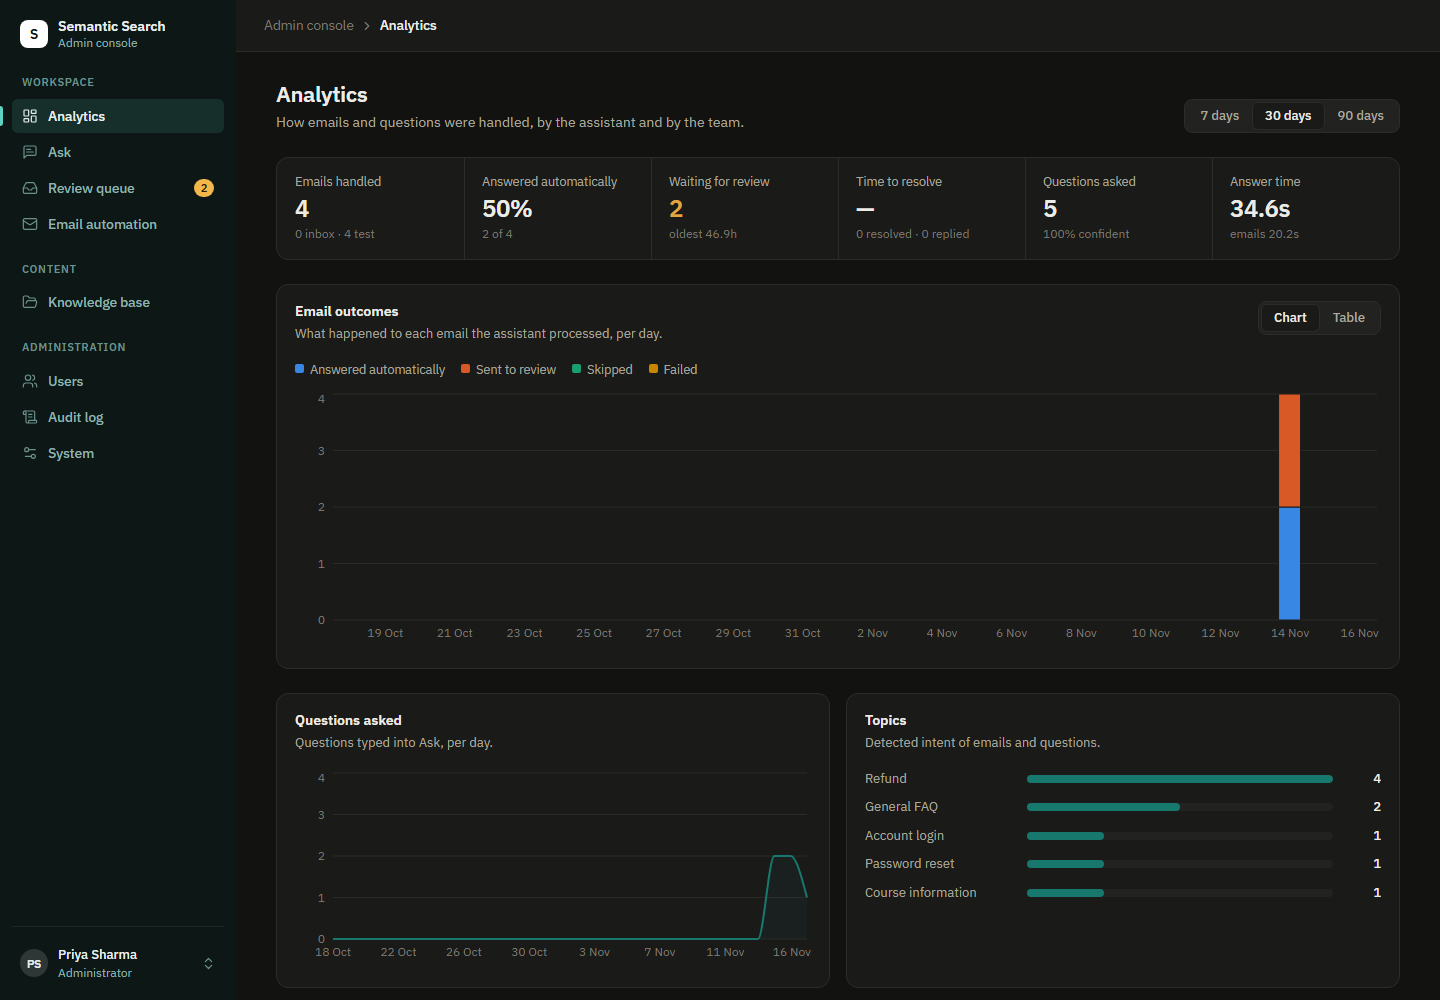 S
Semantic Search
Admin console
WORKSPACE
Analytics
Ask
Review queue 2
Email automation
CONTENT
Knowledge base
ADMINISTRATION
Users
Audit log
System
PS
Priya Sharma
Administrator
Admin console > Analytics
Analytics
How emails and questions were handled, by the assistant and by the team.
7 days 30 days 90 days
Emails handled
4
0 inbox · 4 test
Answered automatically
50%
2 of 4
Waiting for review
2
oldest 46.9h
Time to resolve
—
0 resolved · 0 replied
Questions asked
5
100% confident
Answer time
34.6s
emails 20.2s
Email outcomes
What happened to each email the assistant processed, per day.
Chart Table
Answered automatically Sent to review Skipped Failed
4
3
2
1
0
19 Oct 21 Oct 23 Oct 25 Oct 27 Oct 29 Oct 31 Oct 2 Nov 4 Nov 6 Nov 8 Nov 10 Nov 12 Nov 14 Nov 16 Nov
Questions asked
Questions typed into Ask, per day.
4
3
2
1
0
18 Oct 22 Oct 26 Oct 30 Oct 3 Nov 7 Nov 11 Nov 16 Nov
Topics
Detected intent of emails and questions.
Refund 4
General FAQ 2
Account login 1
Password reset 1
Course information 1